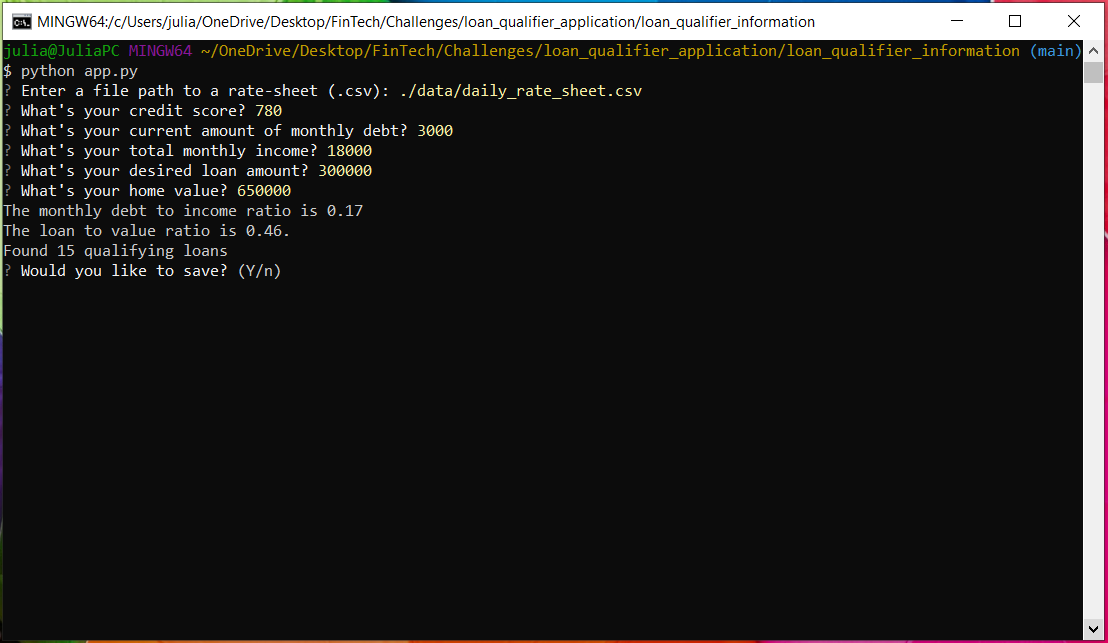 MINGW64:/c/Users/julia/OneDrive/Desktop/FinTech/Challenges/loan_qualifier_application/loan_qualifier_information
julia@JuliaPC MINGW64 ~/OneDrive/Desktop/FinTech/Challenges/loan_qualifier_application/loan_qualifier_information (main)
$ python app.py
? Enter a file path to a rate-sheet (.csv): ./data/daily_rate_sheet.csv
? What's your credit score? 780
? What's your current amount of monthly debt? 3000
? What's your total monthly income? 18000
? What's your desired loan amount? 300000
? What's your home value? 650000
The monthly debt to income ratio is 0.17
The loan to value ratio is 0.46.
Found 15 qualifying loans
? Would you like to save? (Y/n)